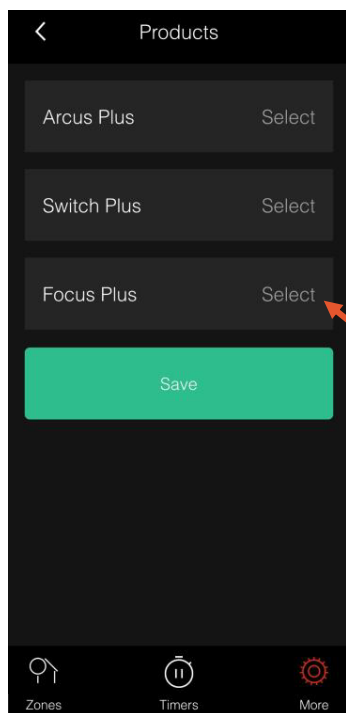 Products
Arcus Plus Select
Switch Plus Select
Focus Plus Select
Save
Zones Timers More